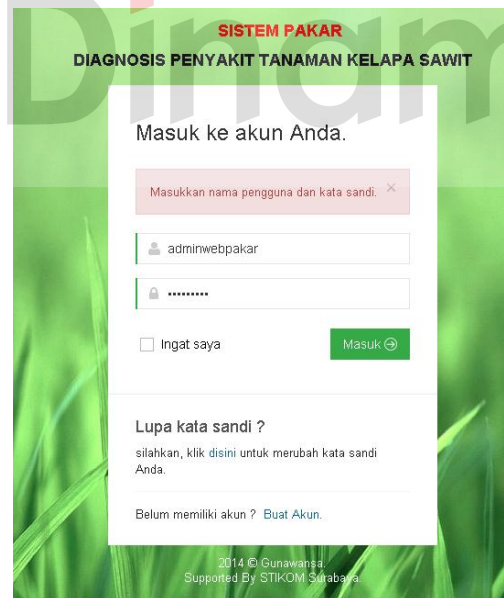 SISTEM PAKAR
DIAGNOSIS PENYAKIT TANAMAN KELAPA SAWIT
Dinam
Masuk ke akun Anda.
Masukkan nama pengguna dan kata sandi. ×
adminwebpakar
•••••••••
Ingat saya
Masuk
Lupa kata sandi ?
silahkan, klik disini untuk merubah kata sandi
Anda.
Belum memiliki akun ? Buat Akun.
2014 © Gunawansa.
Supported By STIKOM Surabaya.